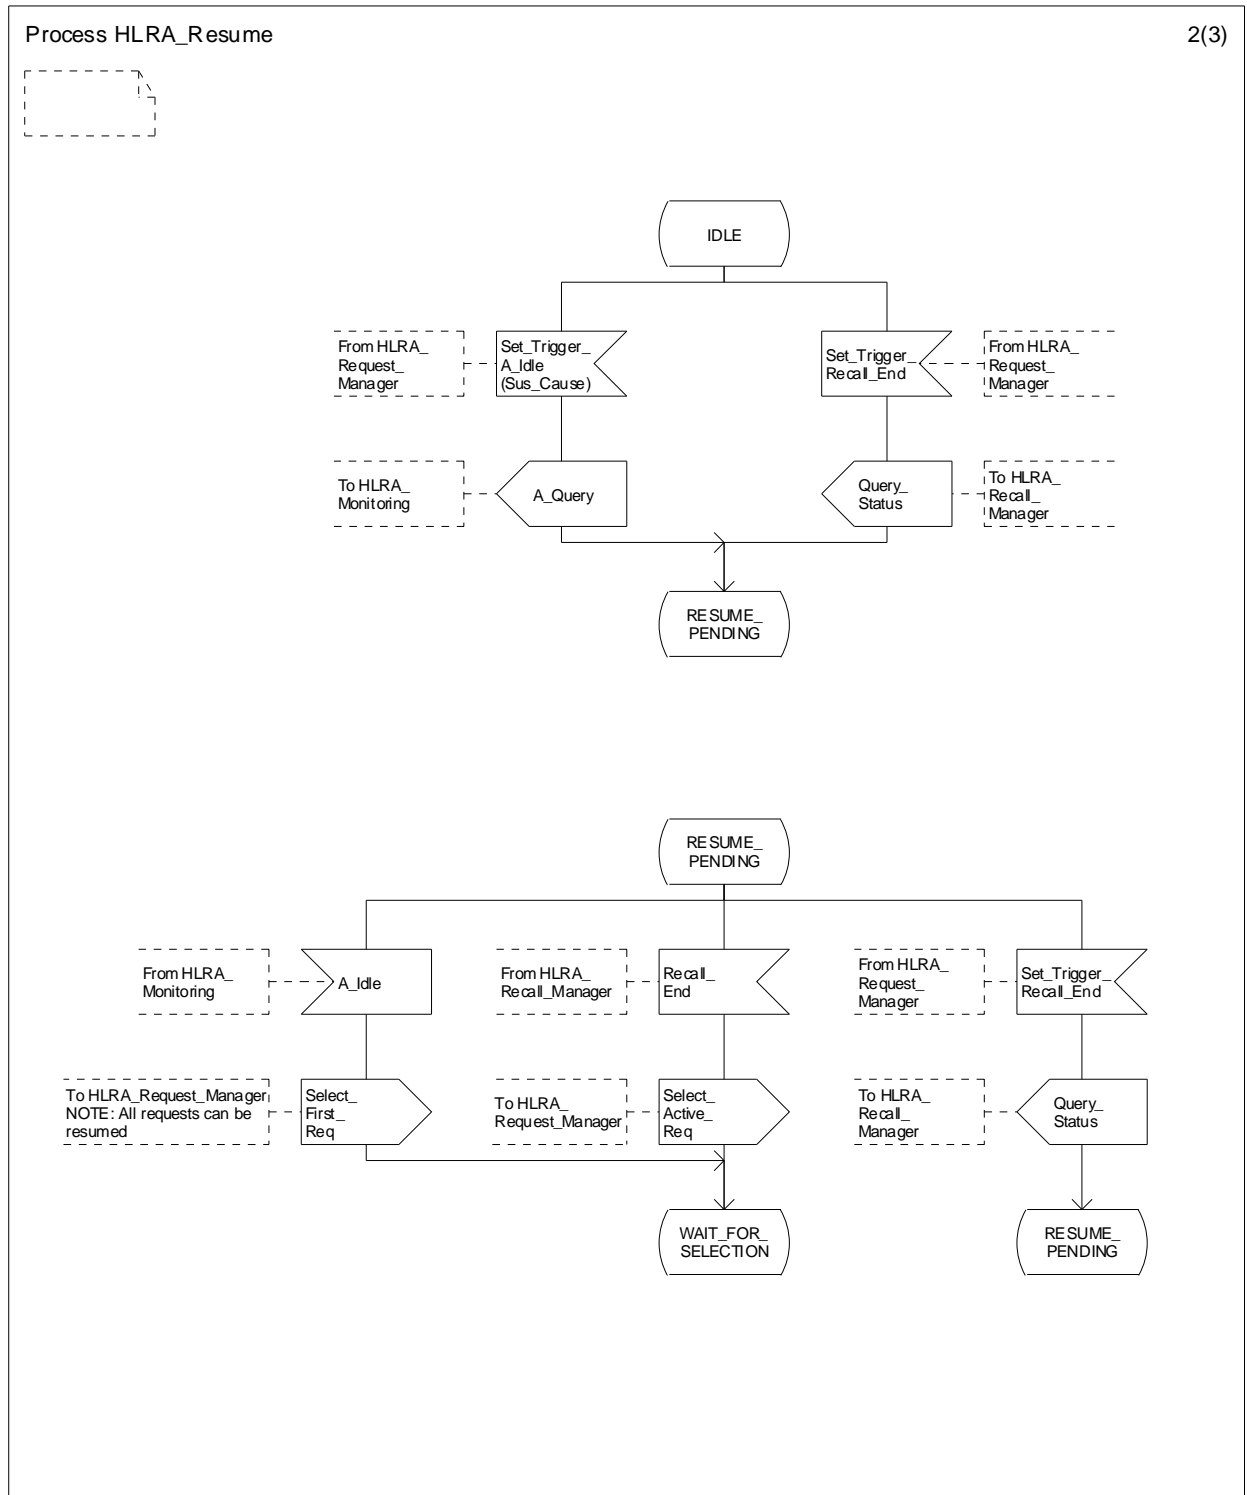 Process HLRA_Resume
2(3)
IDLE
From HLRA_
Request_
Manager
Set_Trigger_
A_Idle
(Sus_Cause)
Set_Trigger_
Recall_End
From HLRA_
Request_
Manager
To HLRA_
Monitoring
A_Query
Query_
Status
To HLRA_
Recall_
Manager
RESUME_
PENDING
RESUME_
PENDING
From HLRA_
Monitoring
A_Idle
From HLRA_
Recall_Manager
Recall_
End
From HLRA_
Request_
Manager
Set_Trigger_
Recall_End
To HLRA_Request_Manager
NOTE: All requests can be
resumed
Select_
First_
Req
To HLRA_
Request_Manager
Select_
Active_
Req
To HLRA_
Recall_
Manager
Query_
Status
WAIT_FOR_
SELECTION
RESUME_
PENDING